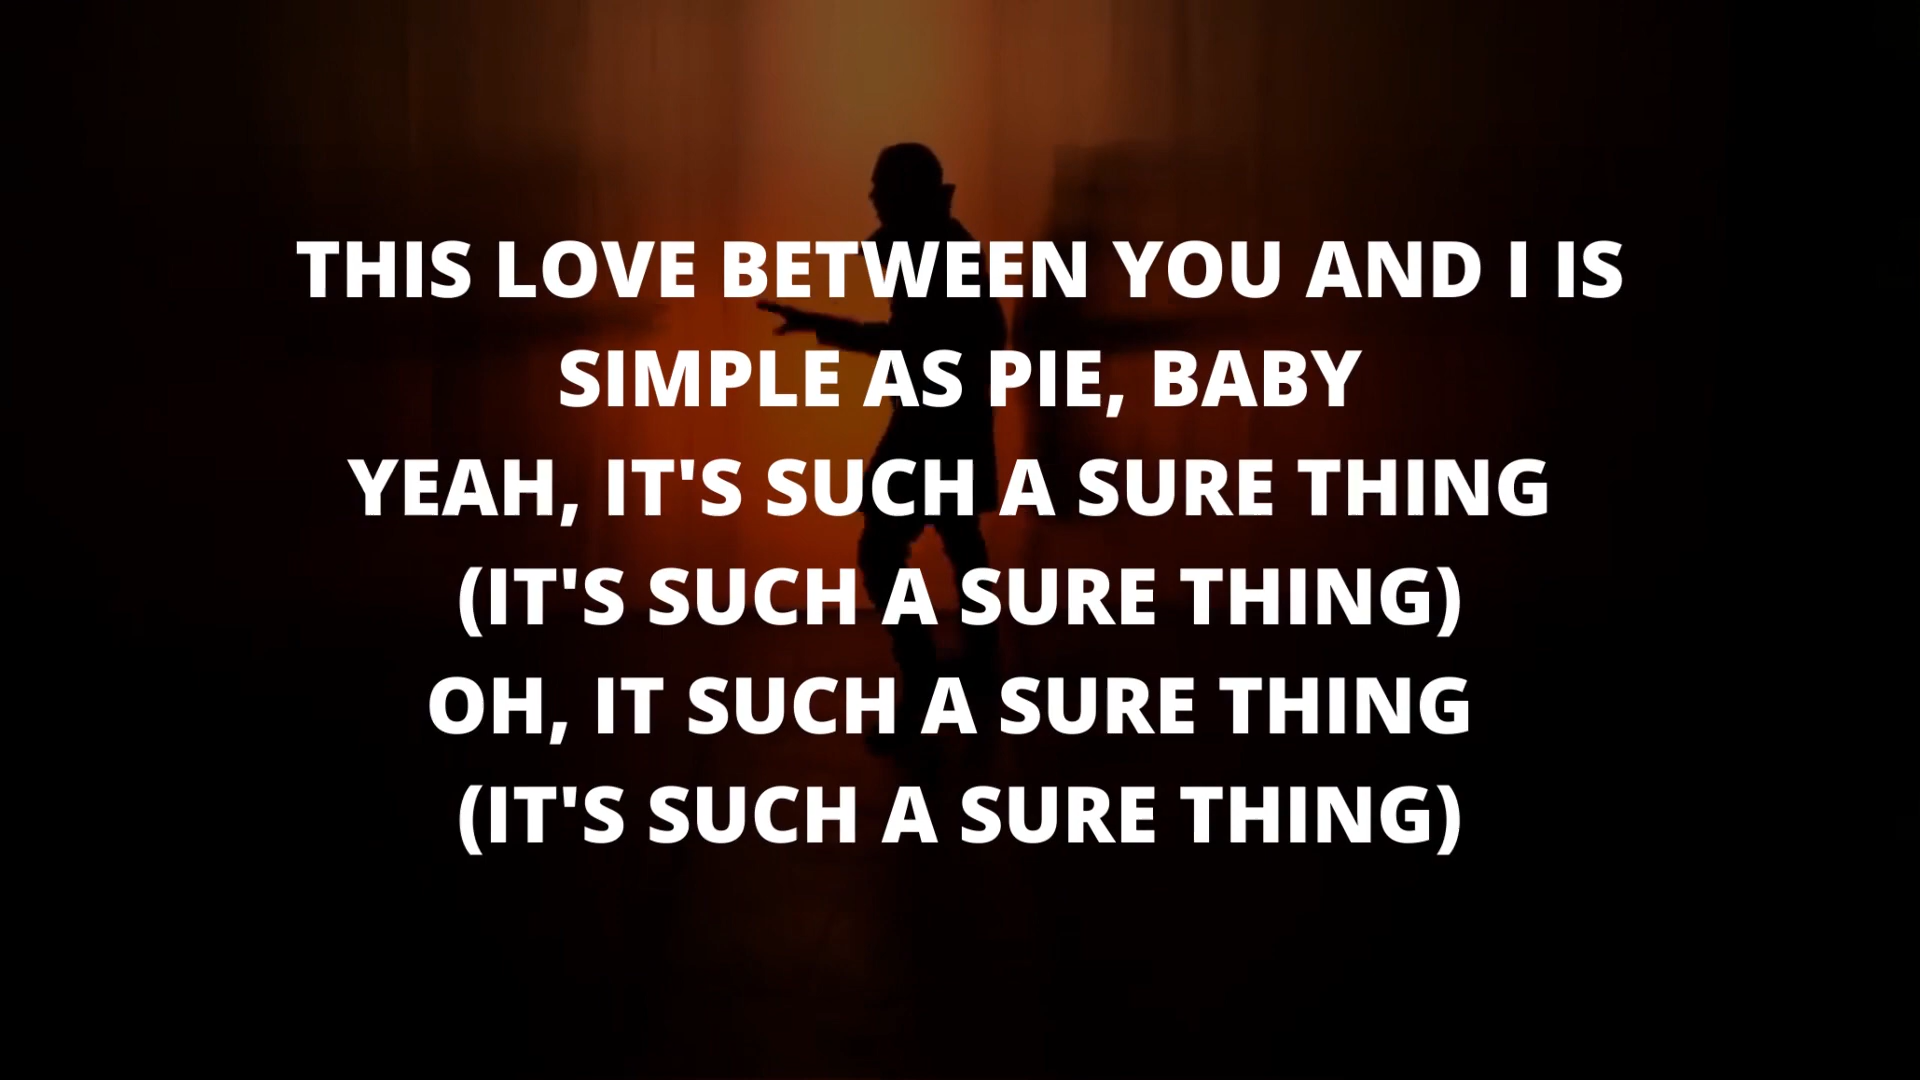 THIS LOVE BETWEEN YOU AND I IS
SIMPLE AS PIE, BABY
YEAH, IT'S SUCH A SURE THING
(IT'S SUCH A SURE THING)
OH, IT SUCH A SURE THING
(IT'S SUCH A SURE THING)